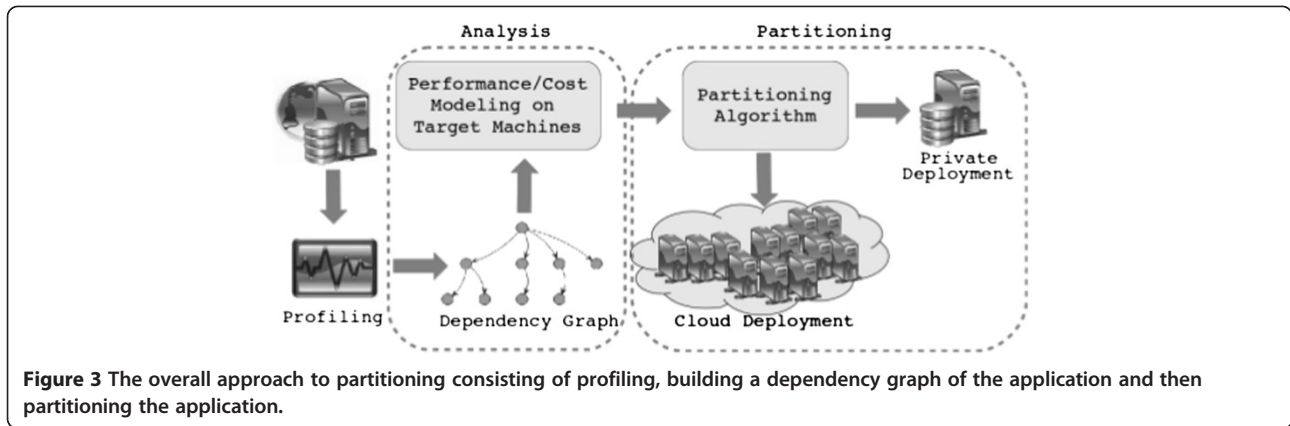 Analysis
Partitioning
Performance/Cost
Modeling on
Target Machines
Partitioning
Algorithm
Private
Deployment
Profiling
Dependency Graph
Cloud Deployment
Figure 3 The overall approach to partitioning consisting of profiling, building a dependency graph of the application and then
partitioning the application.